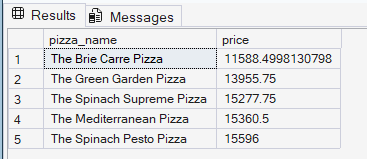 Results Messages
pizza_name price
1 The Brie Carre Pizza 11588.4998130798
2 The Green Garden Pizza 13955.75
3 The Spinach Supreme Pizza 15277.75
4 The Mediterranean Pizza 15360.5
5 The Spinach Pesto Pizza 15596